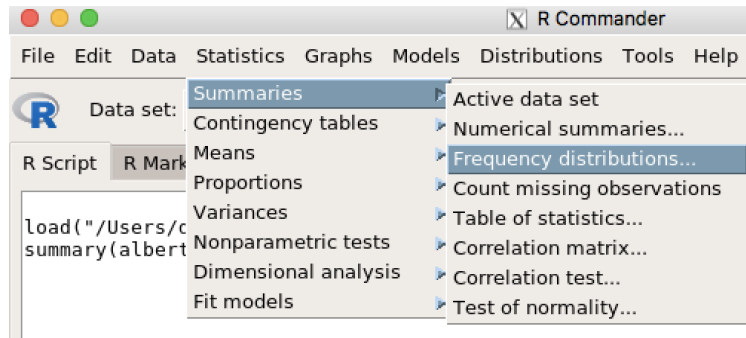 X R Commander
File Edit Data Statistics Graphs Models Distributions Tools Help
R Data set:
R Script R Mark
load("/Users/
summary(albert
Summaries
Contingency tables
Means
Proportions
Variances
Nonparametric tests
Dimensional analysis
Fit models
Active data set
Numerical summaries...
Frequency distributions...
Count missing observations
Table of statistics...
Correlation matrix...
Correlation test...
Test of normality...